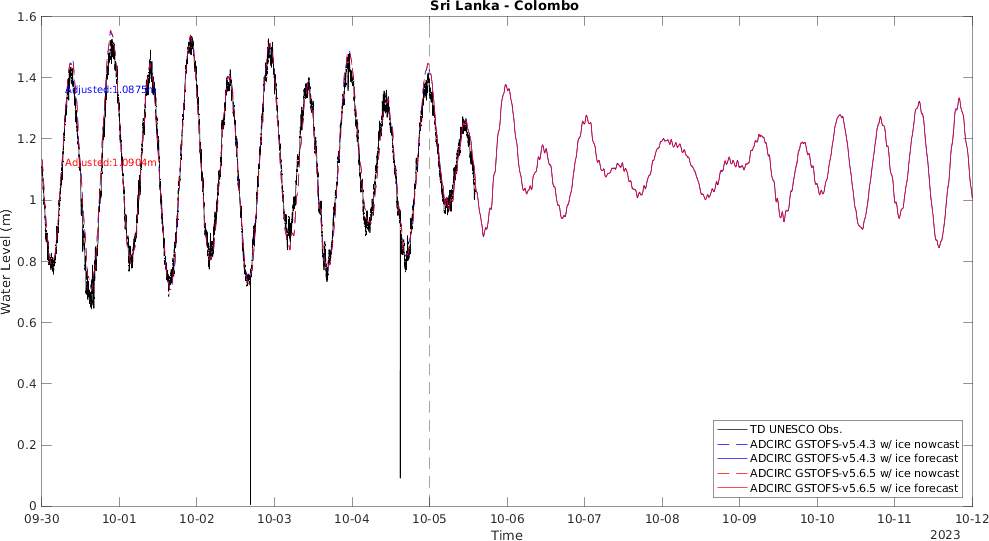 Sri Lanka - Colombo
1.6
1.4
Adjusted:1.0875m
1.2
Adjusted:1.0904m
1
Water Level (m)
0.8
0.6
0.4
0.2
0
TD UNESCO Obs.
ADCIRC GSTOFS-v5.4.3 w/ ice nowcast
ADCIRC GSTOFS-v5.4.3 w/ ice forecast
ADCIRC GSTOFS-v5.6.5 w/ ice nowcast
ADCIRC GSTOFS-v5.6.5 w/ ice forecast
09-30 10-01 10-02 10-03 10-04 10-05 10-06 10-07 10-08 10-09 10-10 10-11 10-12
Time
2023